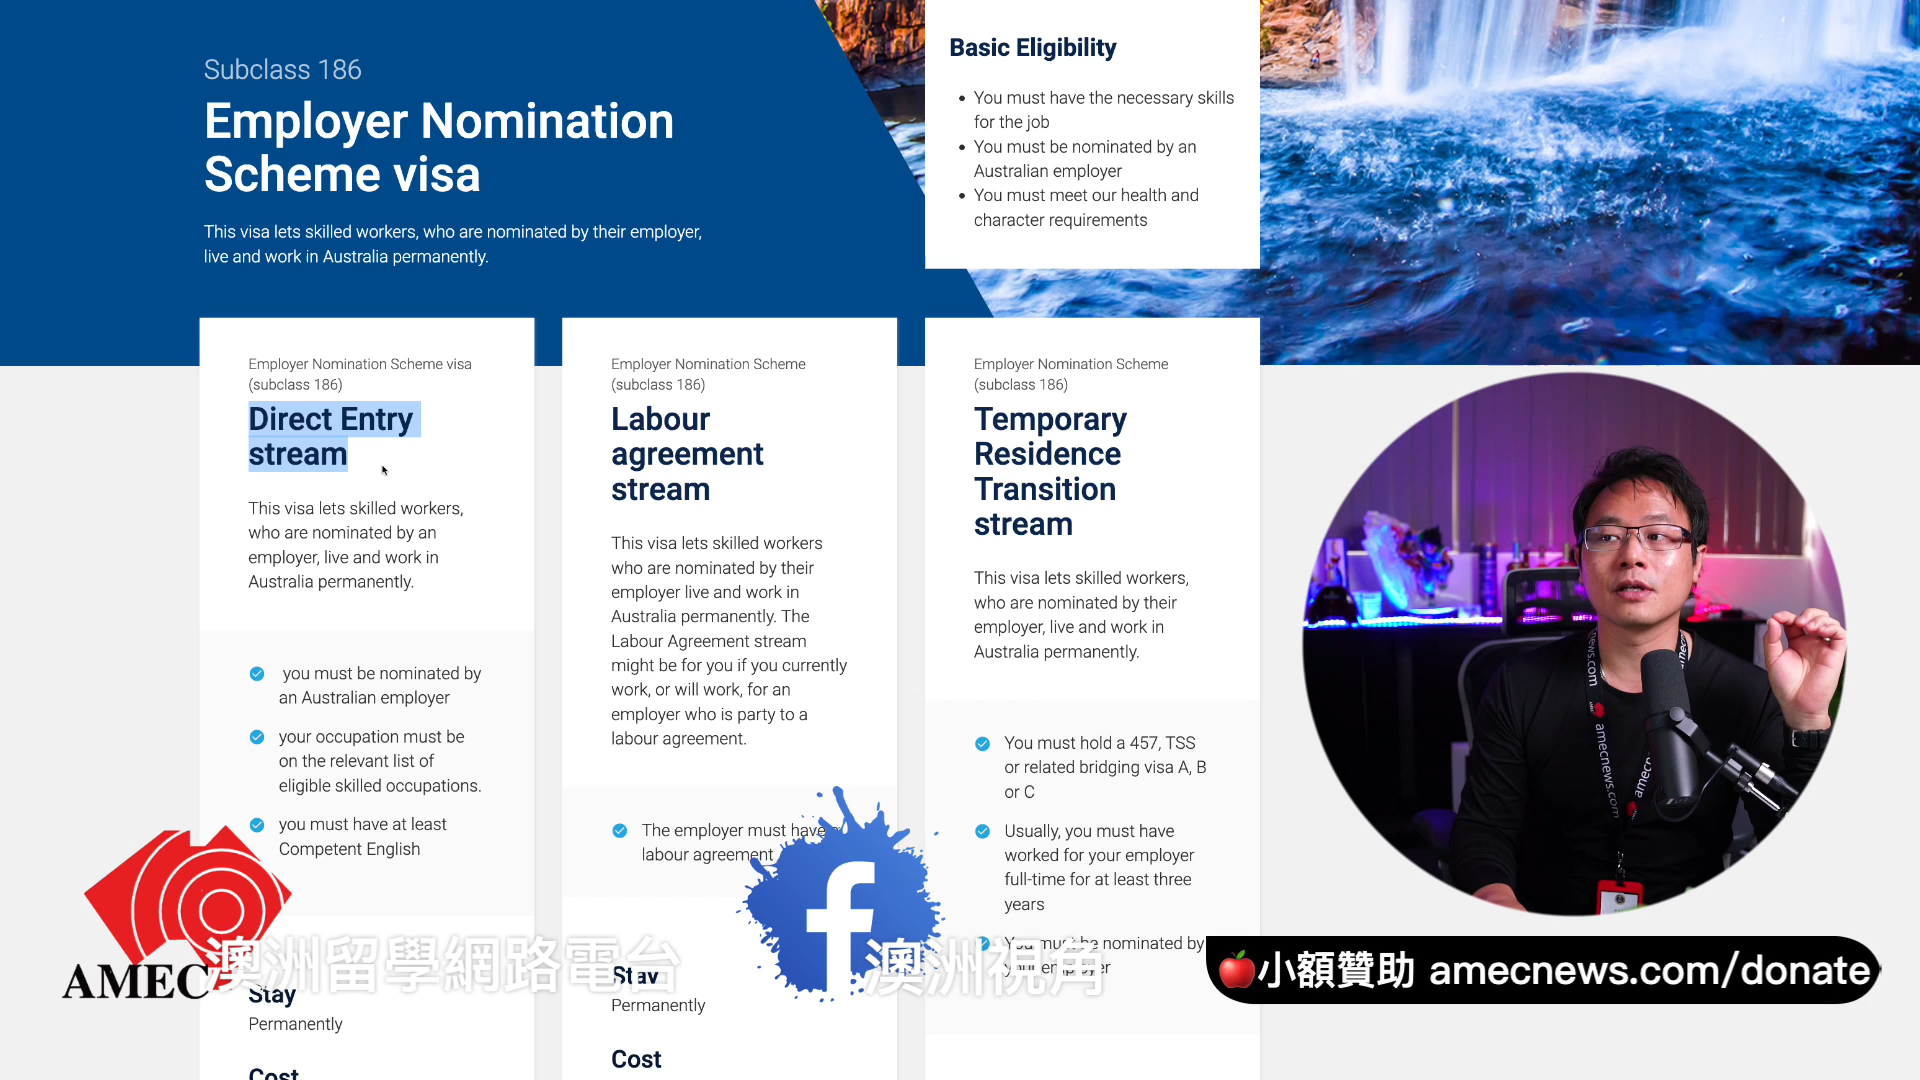 Subclass 186
Employer Nomination
Scheme visa
This visa lets skilled workers, who are nominated by their employer,
live and work in Australia permanently.
Basic Eligibility
You must have the necessary skills
for the job
You must be nominated by an
Australian employer
You must meet our health and
character requirements
Employer Nomination Scheme visa
(subclass 186)
Direct Entry
stream
This visa lets skilled workers,
who are nominated by an
employer, live and work in
Australia permanently.
you must be nominated by
an Australian employer
your occupation must be
on the relevant list of
eligible skilled occupations.
you must have at least
Competent English
Stay
Permanently
Cost
Employer Nomination Scheme
(subclass 186)
Labour
agreement
stream
This visa lets skilled workers
who are nominated by their
employer live and work in
Australia permanently. The
Labour Agreement stream
might be for you if you currently
work, or will work, for an
employer who is party to a
labour agreement.
The employer must have
labour agreement
Stay
Permanently
Cost
Employer Nomination Scheme
(subclass 186)
Temporary
Residence
Transition
stream
This visa lets skilled workers,
who are nominated by their
employer, live and work in
Australia permanently.
You must hold a 457, TSS
or related bridging visa A, B
or C
Usually, you must have
worked for your employer
full-time for at least three
years
You must be nominated by
your employer
amecnews.com
AMEC
澳洲留學網路電台
f
澳洲視角
小額贊助 amecnews.com/donate